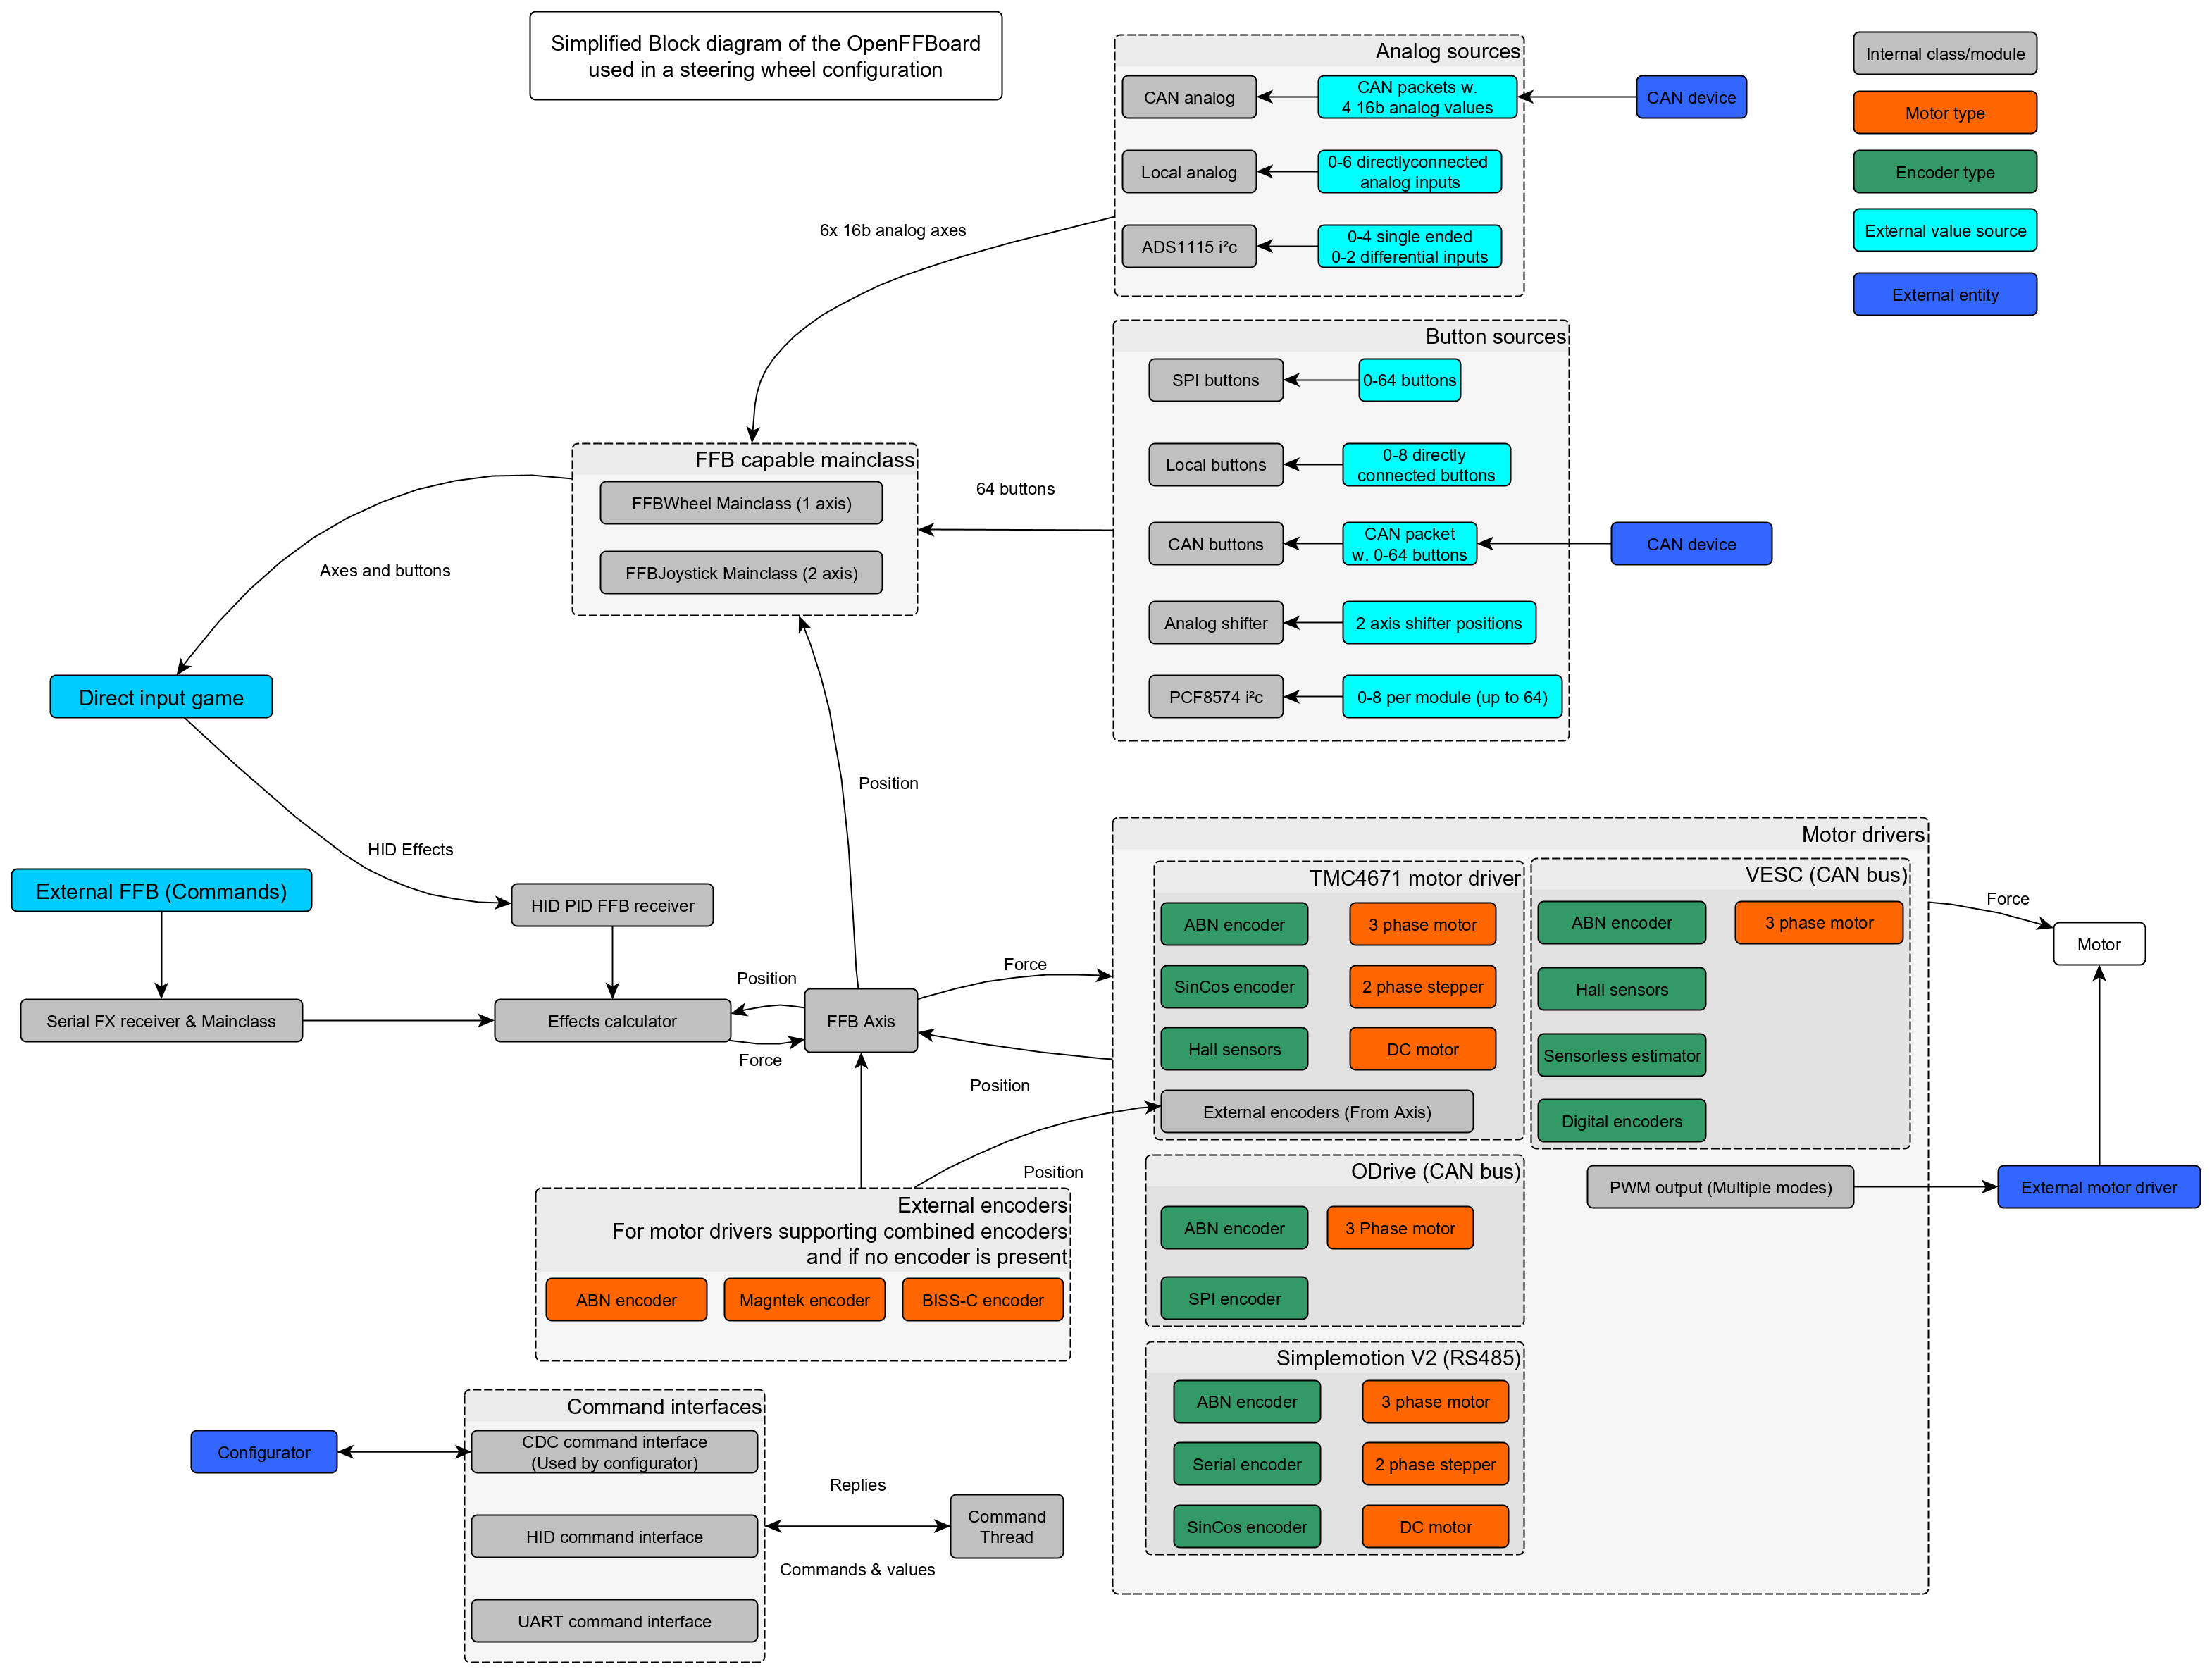 Simplified Block diagram of the OpenFFBoard
used in a steering wheel configuration
Analog sources
CAN analog
CAN packets w.
4 16b analog values
CAN device
Local analog
0-6 directlyconnected
analog inputs
ADS1115 i²c
0-4 single ended
0-2 differential inputs
Internal class/module
Motor type
Encoder type
External value source
External entity
6x 16b analog axes
Button sources
SPI buttons
0-64 buttons
Local buttons
0-8 directly
connected buttons
CAN buttons
CAN packet
w. 0-64 buttons
CAN device
Analog shifter
2 axis shifter positions
PCF8574 i²c
0-8 per module (up to 64)
FFB capable mainclass
FFBWheel Mainclass (1 axis)
FFBJoystick Mainclass (2 axis)
64 buttons
Axes and buttons
Direct input game
Position
HID Effects
External FFB (Commands)
HID PID FFB receiver
Serial FX receiver & Mainclass
Effects calculator
Position
Force
FFB Axis
Force
Position
Position
Motor drivers
TMC4671 motor driver
ABN encoder
3 phase motor
SinCos encoder
2 phase stepper
Hall sensors
DC motor
External encoders (From Axis)
VESC (CAN bus)
ABN encoder
3 phase motor
Hall sensors
Sensorless estimator
Digital encoders
Force
Motor
PWM output (Multiple modes)
External motor driver
ODrive (CAN bus)
ABN encoder
3 Phase motor
SPI encoder
Simplemotion V2 (RS485)
ABN encoder
3 phase motor
Serial encoder
2 phase stepper
SinCos encoder
DC motor
External encoders
For motor drivers supporting combined encoders
and if no encoder is present
ABN encoder
Magntek encoder
BISS-C encoder
Command interfaces
Configurator
CDC command interface
(Used by configurator)
HID command interface
UART command interface
Replies
Commands & values
Command
Thread